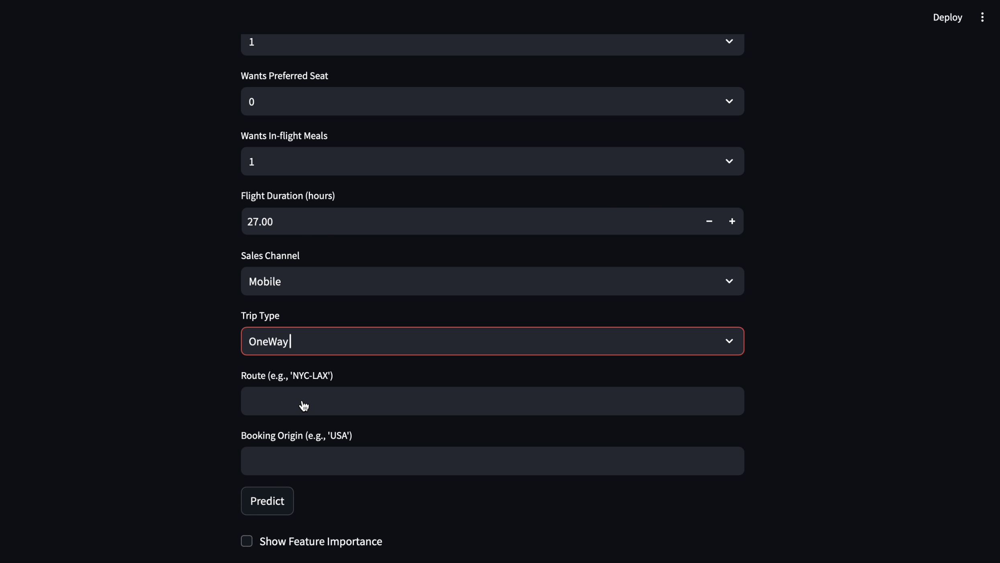 Deploy
1
Wants Preferred Seat
0
Wants In-flight Meals
1
Flight Duration (hours)
27.00
Sales Channel
Mobile
Trip Type
OneWay
Route (e.g., 'NYC-LAX')
Booking Origin (e.g., 'USA')
Predict
Show Feature Importance